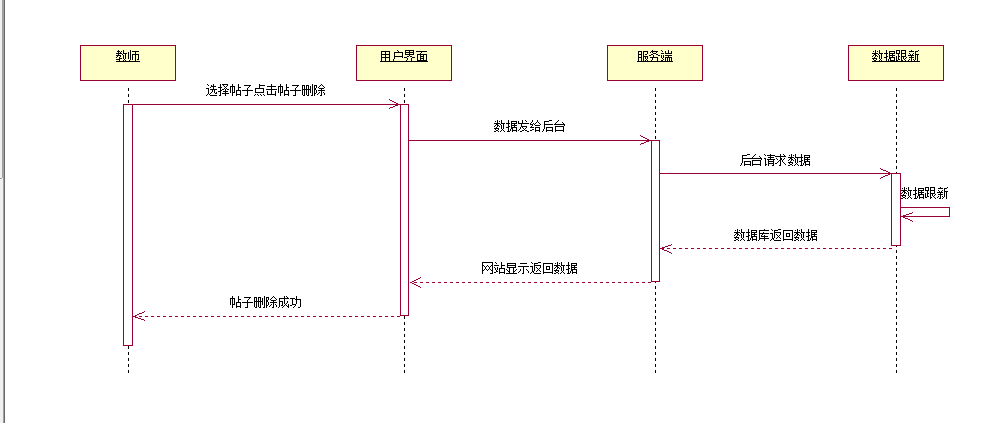 教师
用户界面
服务端
数据跟新
选择帖子点击帖子删除
数据发给后台
后台请求数据
数据跟新
数据库返回数据
网站显示返回数据
帖子删除成功